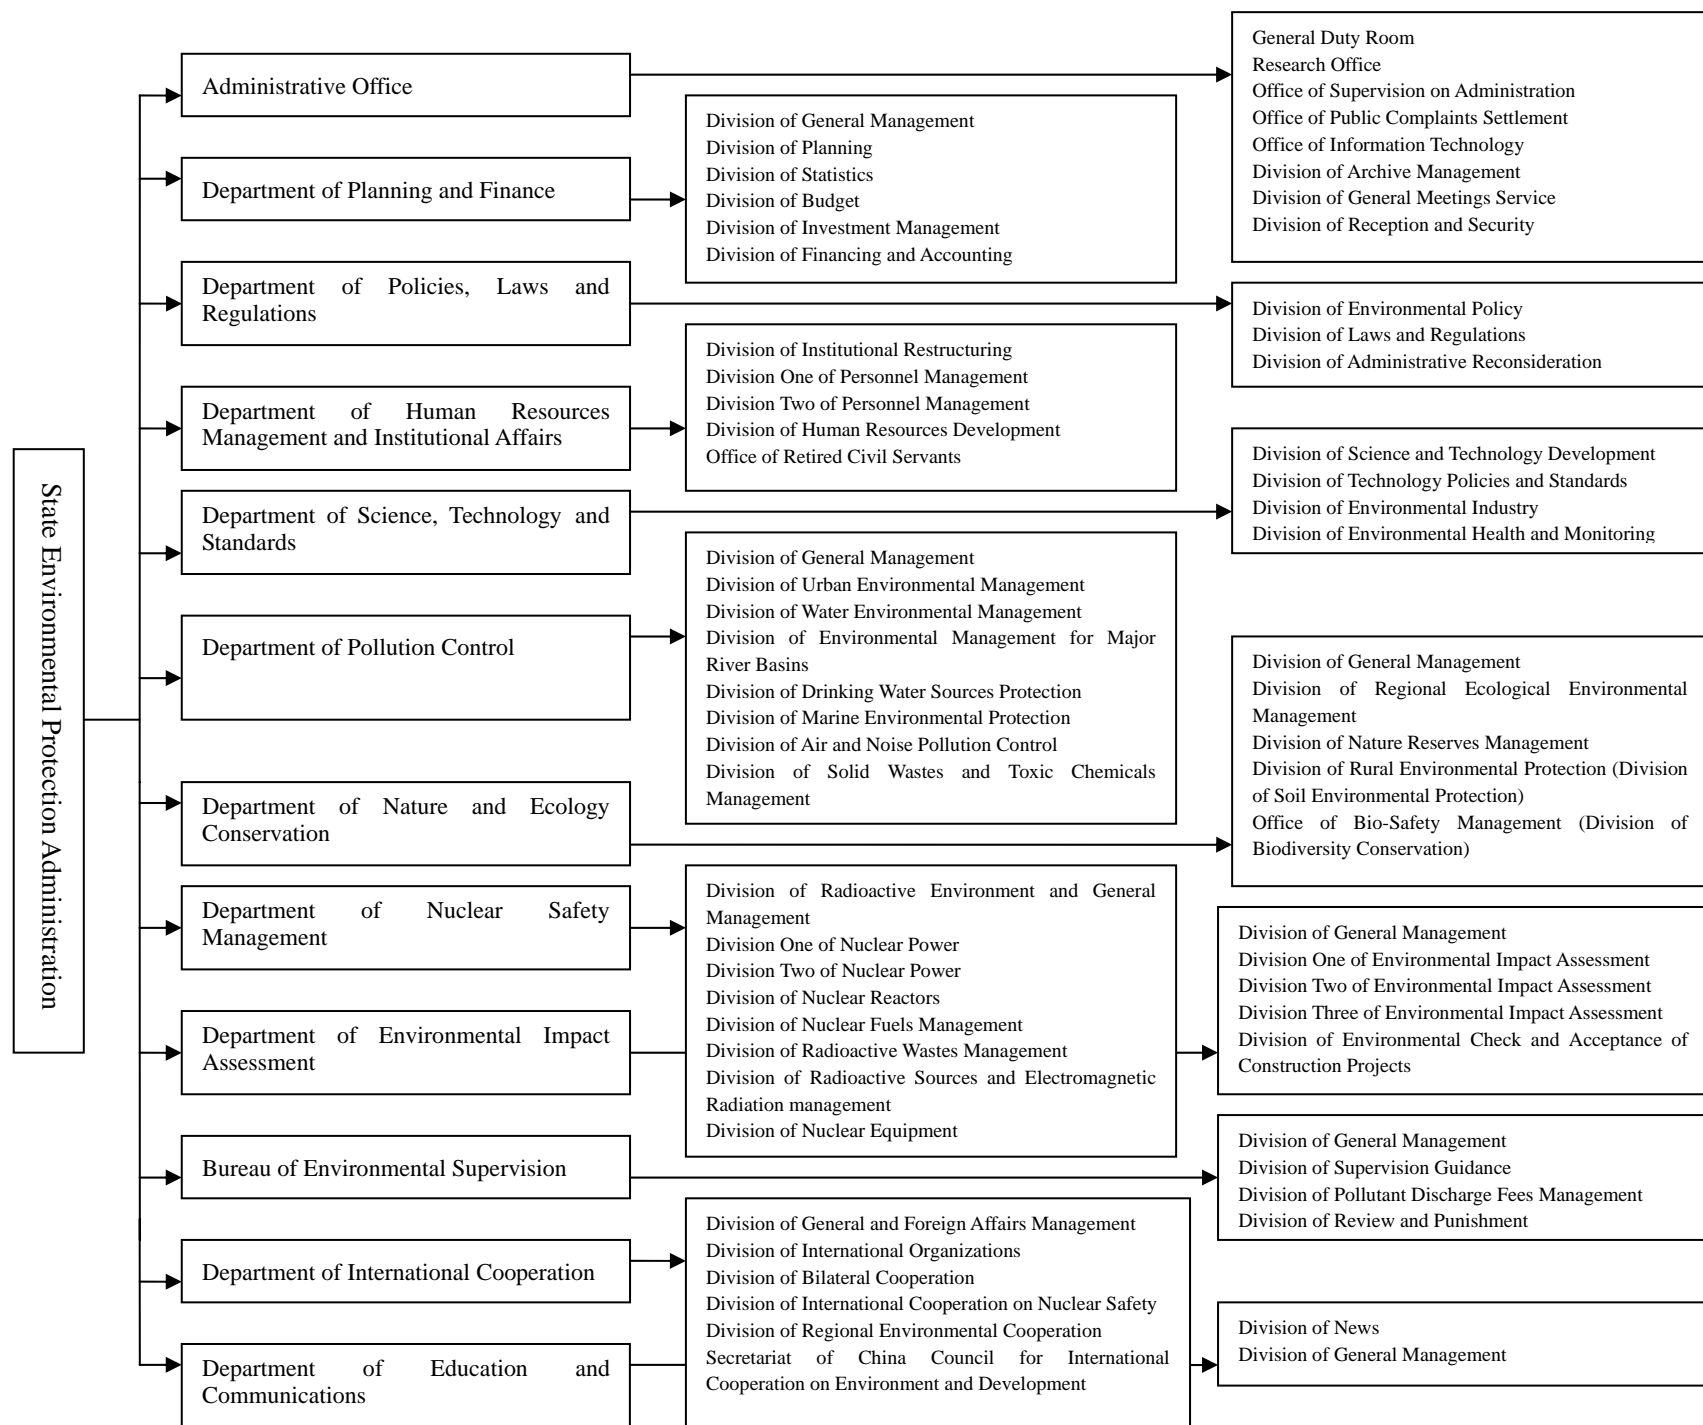 State Environmental Protection Administration
Administrative Office
General Duty Room
Research Office
Office of Supervision on Administration
Office of Public Complaints Settlement
Office of Information Technology
Division of Archive Management
Division of General Meetings Service
Division of Reception and Security
Department of Planning and Finance
Division of General Management
Division of Planning
Division of Statistics
Division of Budget
Division of Investment Management
Division of Financing and Accounting
Department of Policies, Laws and
Regulations
Division of Environmental Policy
Division of Laws and Regulations
Division of Administrative Reconsideration
Department of Human Resources
Management and Institutional Affairs
Division of Institutional Restructuring
Division One of Personnel Management
Division Two of Personnel Management
Division of Human Resources Development
Office of Retired Civil Servants
Department of Science, Technology and
Standards
Division of Science and Technology Development
Division of Technology Policies and Standards
Division of Environmental Industry
Division of Environmental Health and Monitoring
Department of Pollution Control
Division of General Management
Division of Urban Environmental Management
Division of Water Environmental Management
Division of Environmental Management for Major
River Basins
Division of Drinking Water Sources Protection
Division of Marine Environmental Protection
Division of Air and Noise Pollution Control
Division of Solid Wastes and Toxic Chemicals
Management
Department of Nature and Ecology
Conservation
Division of General Management
Division of Regional Ecological Environmental
Management
Division of Nature Reserves Management
Division of Rural Environmental Protection (Division
of Soil Environmental Protection)
Office of Bio-Safety Management (Division of
Biodiversity Conservation)
Department of Nuclear Safety
Management
Division of Radioactive Environment and General
Management
Division One of Nuclear Power
Division Two of Nuclear Power
Division of Nuclear Reactors
Division of Nuclear Fuels Management
Division of Radioactive Wastes Management
Division of Radioactive Sources and Electromagnetic
Radiation management
Division of Nuclear Equipment
Department of Environmental Impact
Assessment
Division of General Management
Division One of Environmental Impact Assessment
Division Two of Environmental Impact Assessment
Division Three of Environmental Impact Assessment
Division of Environmental Check and Acceptance of
Construction Projects
Bureau of Environmental Supervision
Division of General Management
Division of Supervision Guidance
Division of Pollutant Discharge Fees Management
Division of Review and Punishment
Department of International Cooperation
Division of General and Foreign Affairs Management
Division of International Organizations
Division of Bilateral Cooperation
Division of International Cooperation on Nuclear Safety
Division of Regional Environmental Cooperation
Secretariat of China Council for International
Cooperation on Environment and Development
Department of Education and
Communications
Division of News
Division of General Management